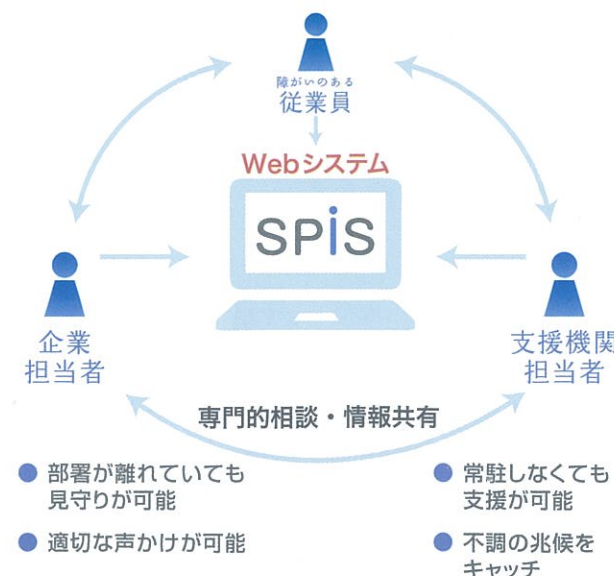 障がいのある
従業員
Webシステム
SPiS
企業
担当者
支援機関
担当者
専門的相談・情報共有
● 部署が離れていても
見守りが可能
● 適切な声かけが可能
● 常駐しなくても
支援が可能
● 不調の兆候を
キャッチ